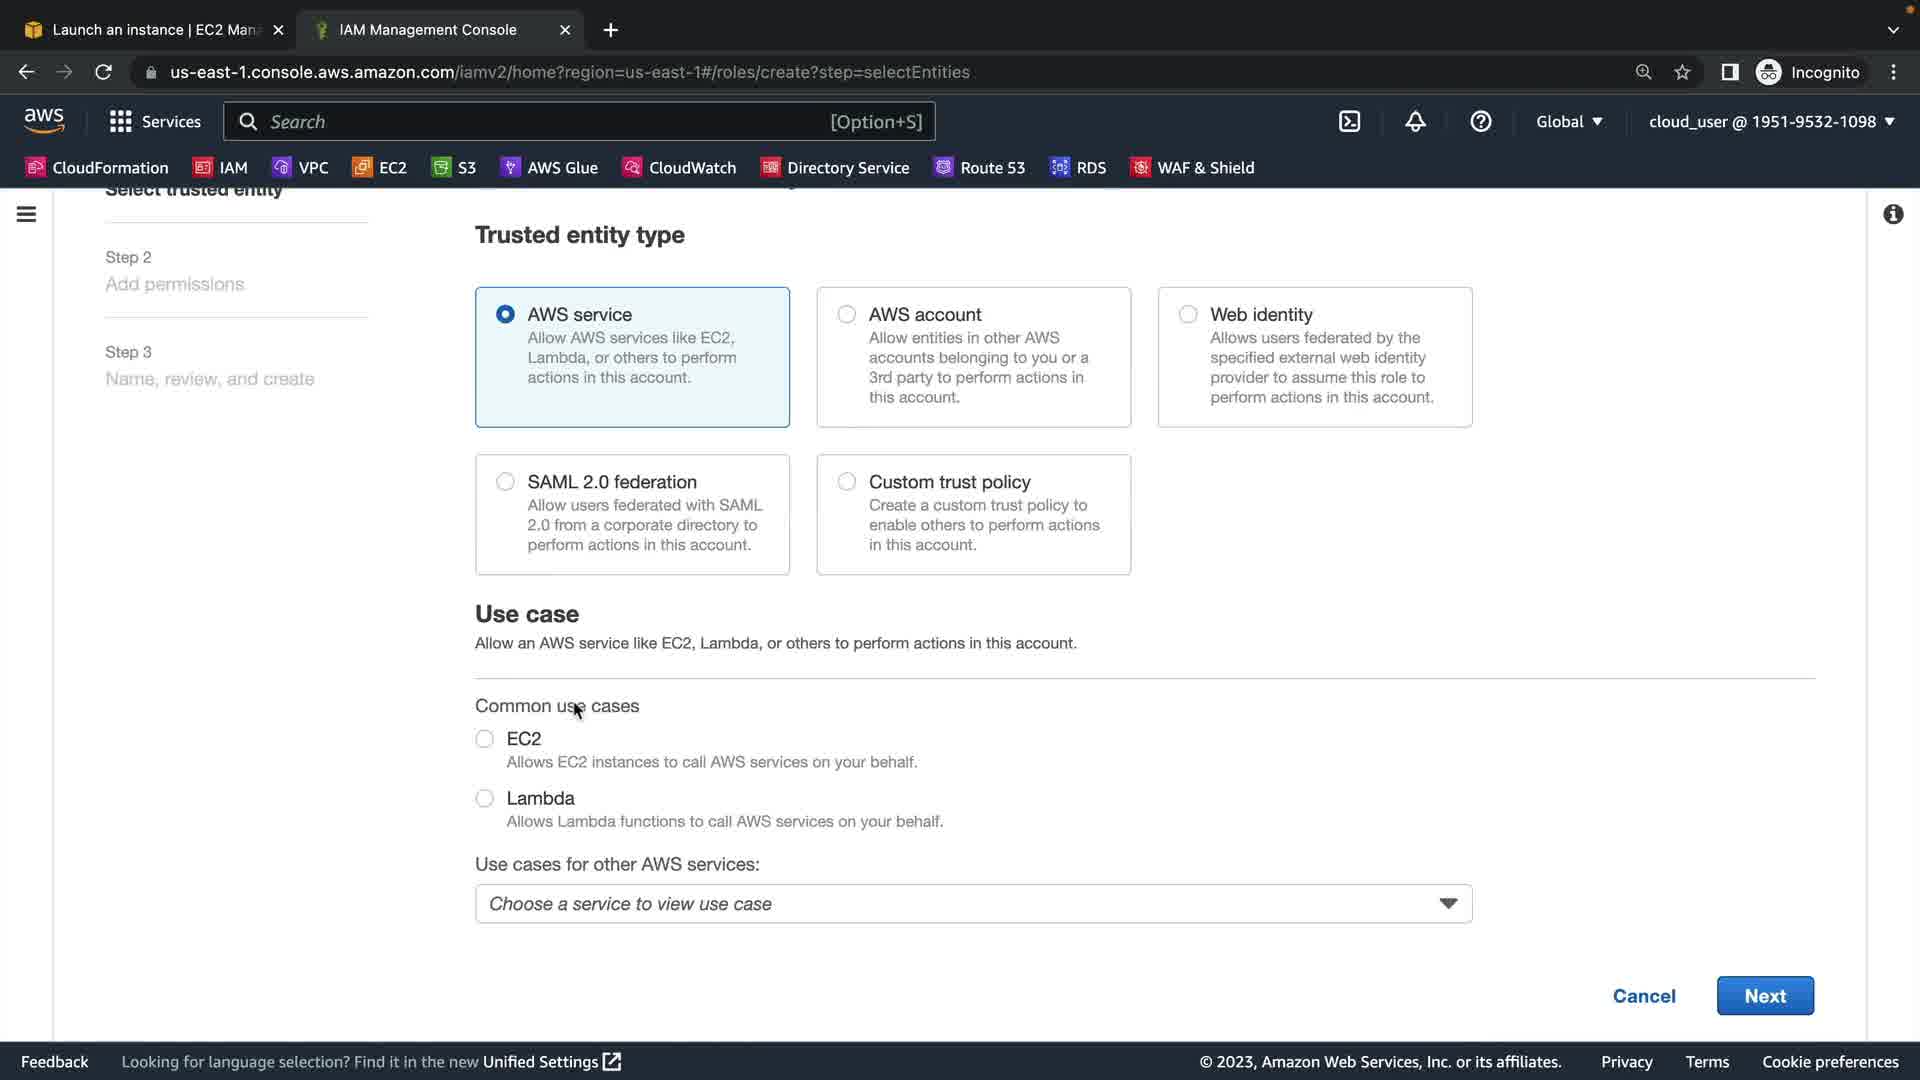 Launch an instance | EC2 Man
IAM Management Console
us-east-1.console.aws.amazon.com/iamv2/home?region=us-east-1#/roles/create?step=selectEntities
Incognito
aws
Services
Search
[Option+S]
Global
cloud_user @ 1951-9532-1098
CloudFormation
IAM
VPC
EC2
S3
AWS Glue
CloudWatch
Directory Service
Route 53
RDS
WAF & Shield
Select trusted entity
Step 2
Add permissions
Step 3
Name, review, and create
Trusted entity type
AWS service
Allow AWS services like EC2,
Lambda, or others to perform
actions in this account.
AWS account
Allow entities in other AWS
accounts belonging to you or a
3rd party to perform actions in
this account.
Web identity
Allows users federated by the
specified external web identity
provider to assume this role to
perform actions in this account.
SAML 2.0 federation
Allow users federated with SAML
2.0 from a corporate directory to
perform actions in this account.
Custom trust policy
Create a custom trust policy to
enable others to perform actions
in this account.
Use case
Allow an AWS service like EC2, Lambda, or others to perform actions in this account.
Common use cases
EC2
Allows EC2 instances to call AWS services on your behalf.
Lambda
Allows Lambda functions to call AWS services on your behalf.
Use cases for other AWS services:
Choose a service to view use case
Cancel
Next
Feedback
Looking for language selection? Find it in the new Unified Settings
© 2023, Amazon Web Services, Inc. or its affiliates.
Privacy
Terms
Cookie preferences